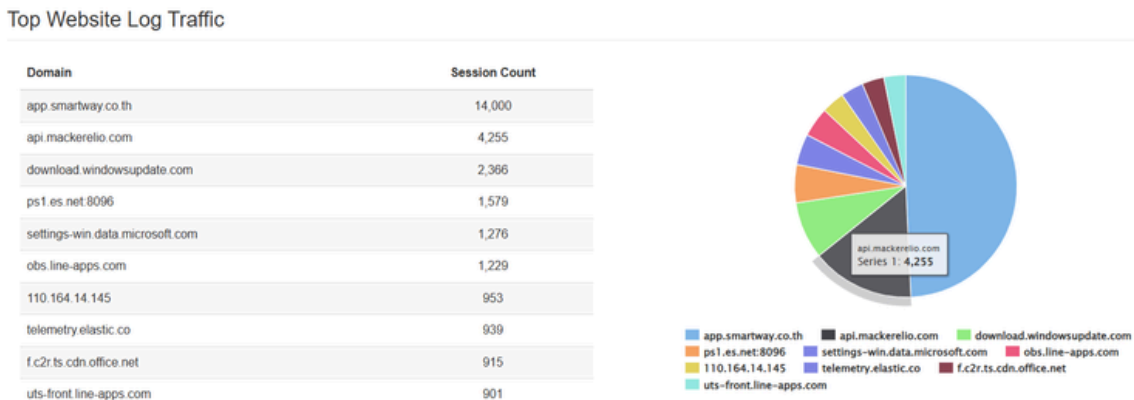 Top Website Log Traffic
Domain Session Count
app.smartway.co.th 14,000
api.mackerelio.com 4,255
download.windowsupdate.com 2,366
ps1.es.net:8096 1,579
settings-win.data.microsoft.com 1,276
obs.line-apps.com 1,229
110.164.14.145 953
telemetry.elastic.co 939
f.c2r.ts.cdn.office.net 915
uts-front.line-apps.com 901
api.mackerelio.com
Series 1: 4,255
app.smartway.co.th api.mackerelio.com download.windowsupdate.com
ps1.es.net:8096 settings-win.data.microsoft.com obs.line-apps.com
110.164.14.145 telemetry.elastic.co f.c2r.ts.cdn.office.net
uts-front.line-apps.com